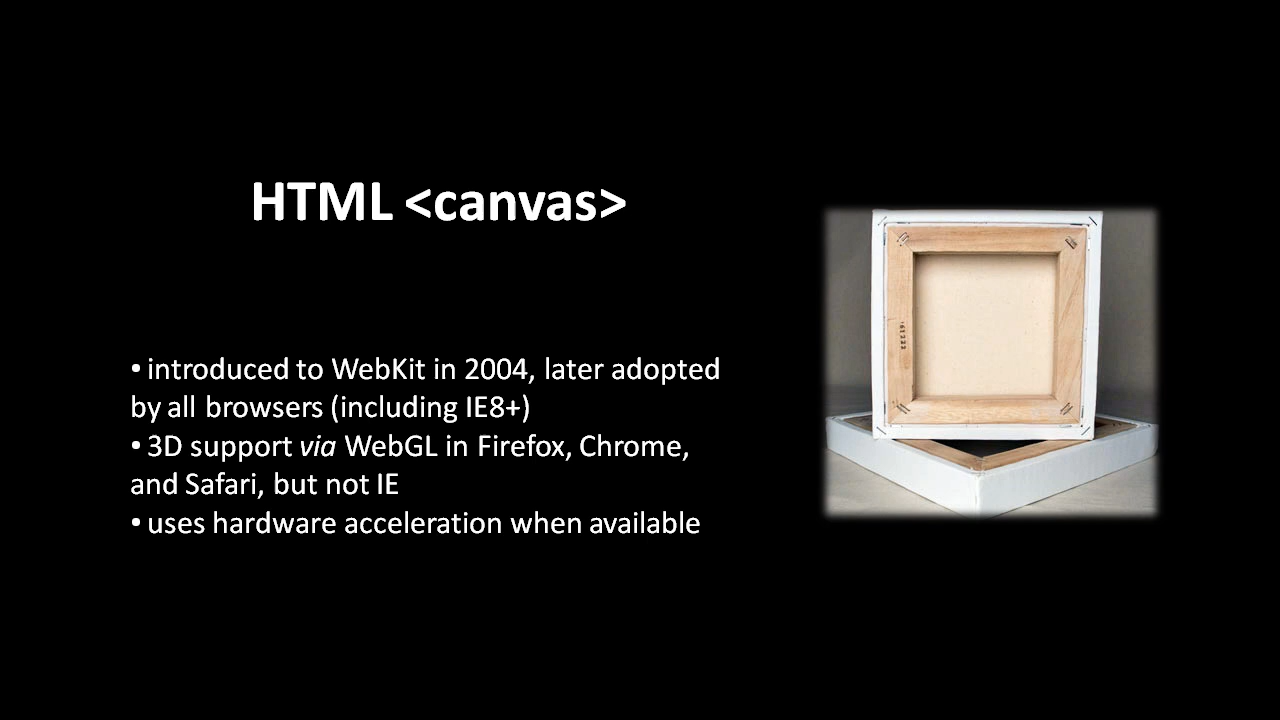 HTML <canvas>
• introduced to WebKit in 2004, later adopted
by all browsers (including IE8+)
• 3D support via WebGL in Firefox, Chrome,
and Safari, but not IE
• uses hardware acceleration when available